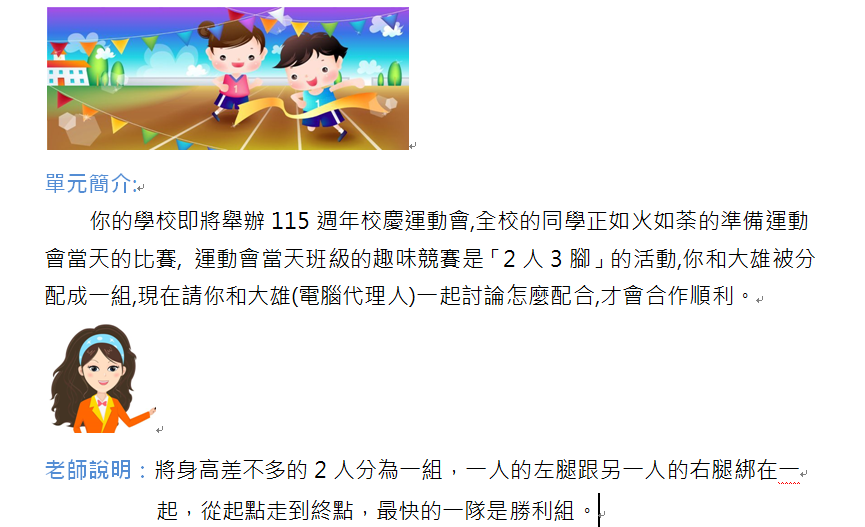 單元簡介:
你的學校即將舉辦 115 週年校慶運動會,全校的同學正如火如荼的準備運動
會當天的比賽, 運動會當天班級的趣味競賽是「2 人 3 腳」的活動,你和大雄被分
配成一組,現在請你和大雄(電腦代理人)一起討論怎麼配合,才會合作順利。
老師說明：將身高差不多的 2 人分為一組，一人的左腿跟另一人的右腿綁在一
起，從起點走到終點，最快的一隊是勝利組。